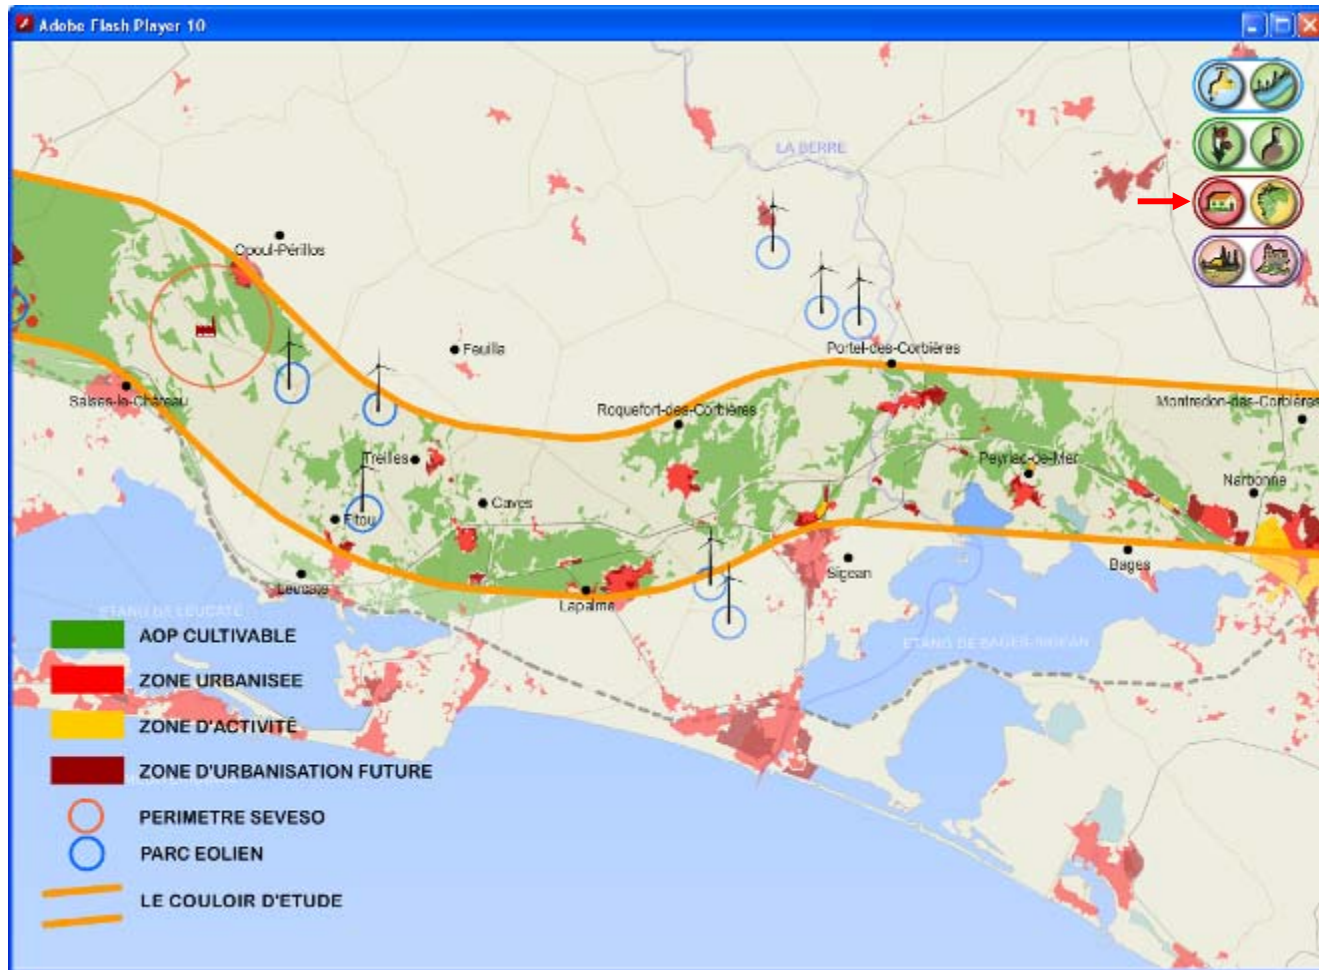 Adobe Flash Player 10
LA BERRE
Opoul-Périllos
Feuilla
Portel-des-Corbières
Salses-le-Château
Roquefort-des-Corbières
Montredon-des-Corbières
Treilles
Peyriac-de-Mer
Narbonne
Caves
Fitou
Leucate
Lapalme
Sigean
Bages
ETANG DE LEUCATE
ETANG DE BAGES-SIGEAN
AOP CULTIVABLE
ZONE URBANISEE
ZONE D'ACTIVITÉ
ZONE D'URBANISATION FUTURE
PERIMETRE SEVESO
PARC EOLIEN
LE COULOIR D'ETUDE